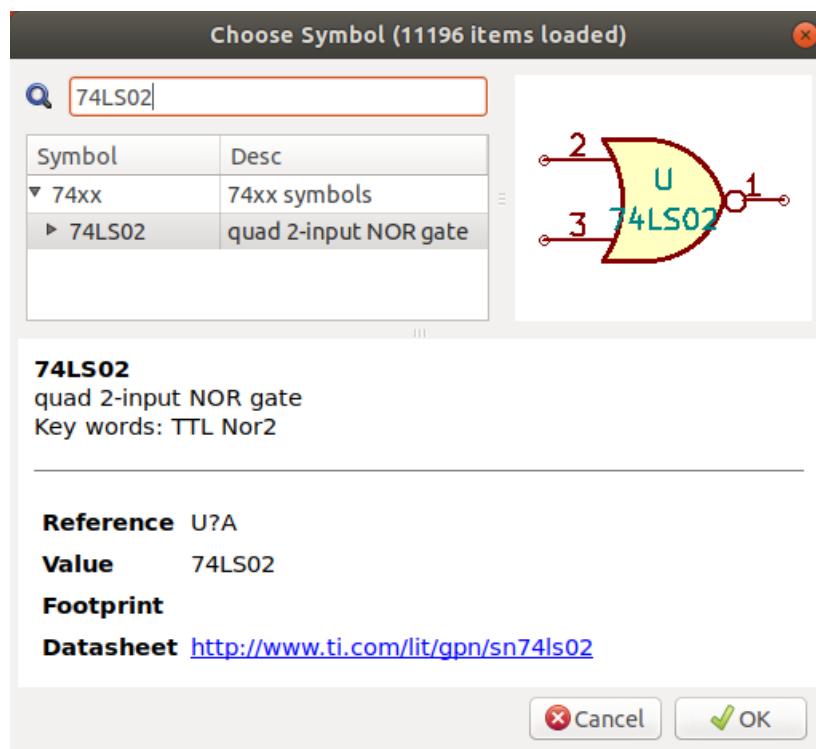 Choose Symbol (11196 items loaded)
74LS02
Symbol Desc
74xx 74xx symbols
74LS02 quad 2-input NOR gate
2
3
U
74LS02
1
74LS02
quad 2-input NOR gate
Key words: TTL Nor2
Reference U?A
Value 74LS02
Footprint
Datasheet http://www.ti.com/lit/gpn/sn74ls02
Cancel OK